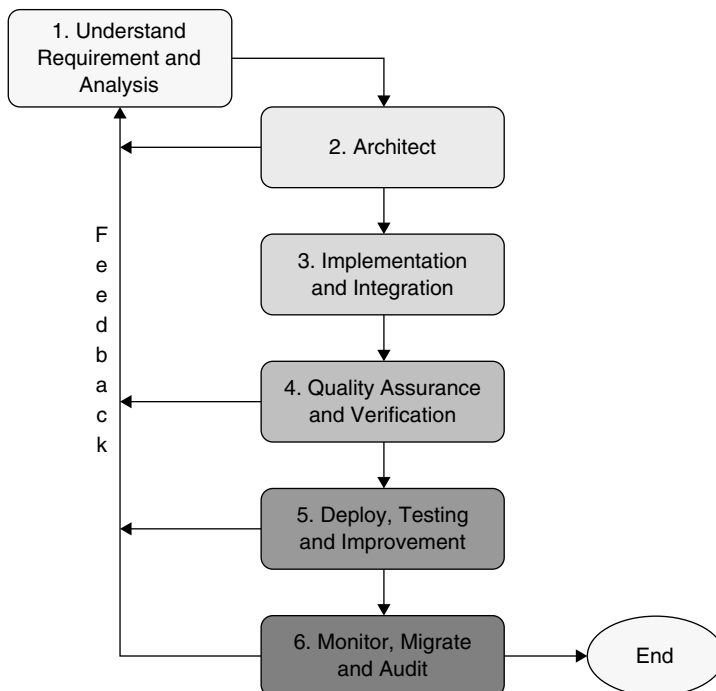 1. Understand
Requirement and
Analysis
2. Architect
Feedback
3. Implementation
and Integration
4. Quality Assurance
and Verification
5. Deploy, Testing
and Improvement
6. Monitor, Migrate
and Audit
End